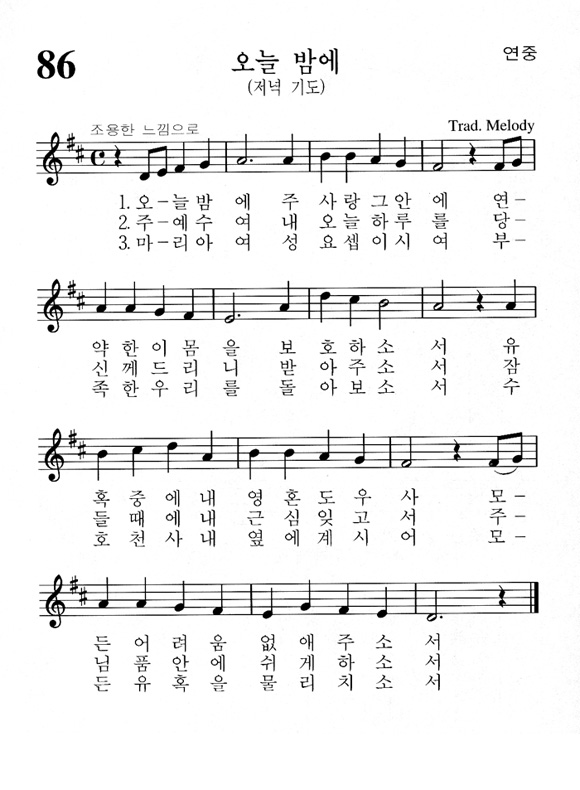 86
오늘 밤에
연중
(저녁 기도)
조용한 느낌으로
Trad. Melody
1. 오-늘 밤 에 주 사 랑 그 안 에 연-
2. 주-예 수 여 내 오 늘 하 루 를 당-
3. 마-리 아 여 성 요 셉 이 시 여 부-
약 한 이 몸 을 보 호 하 소 서 유
신 께 드 리 니 받 아 주 소 서 잠
족 한 우 리 를 돌 아 보 소 서 수
혹 중 에 내 영 혼 도 우 사 모-
들 때 에 내 근 심 잊 고 서 주-
호 천 사 내 옆 에 계 시 어 모-
든 어 려 움 없 애 주 소 서
님 품 안 에 쉬 게 하 소 서
든 유 혹 을 물 리 치 소 서